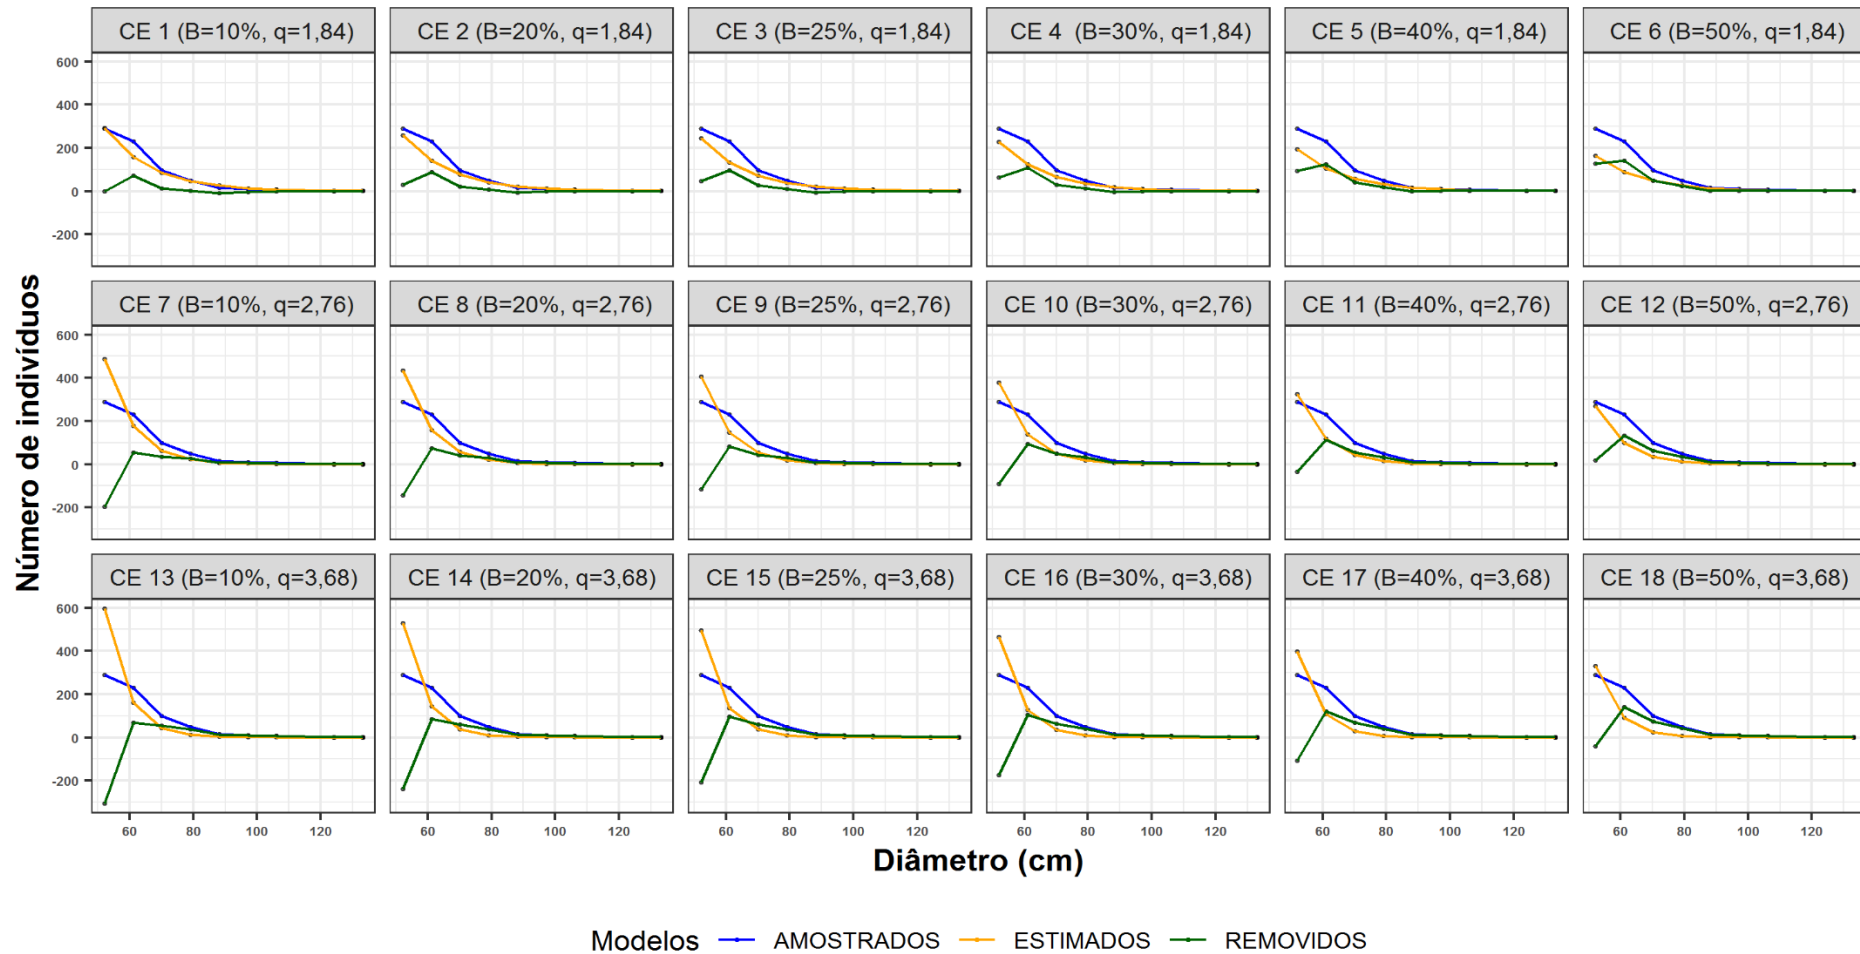 CE 1 (B=10%, q=1,84) CE 2 (B=20%, q=1,84) CE 3 (B=25%, q=1,84) CE 4  (B=30%, q=1,84) CE 5 (B=40%, q=1,84) CE 6 (B=50%, q=1,84)
600
400
200
0
-200
CE 7 (B=10%, q=2,76) CE 8 (B=20%, q=2,76) CE 9 (B=25%, q=2,76) CE 10 (B=30%, q=2,76) CE 11 (B=40%, q=2,76) CE 12 (B=50%, q=2,76)
600
400
200
0
-200
CE 13 (B=10%, q=3,68) CE 14 (B=20%, q=3,68) CE 15 (B=25%, q=3,68) CE 16 (B=30%, q=3,68) CE 17 (B=40%, q=3,68) CE 18 (B=50%, q=3,68)
600
400
200
0
-200
60 80 100 120 60 80 100 120 60 80 100 120 60 80 100 120 60 80 100 120 60 80 100 120
Número de indivíduos
Diâmetro (cm)
Modelos AMOSTRADOS ESTIMADOS REMOVIDOS